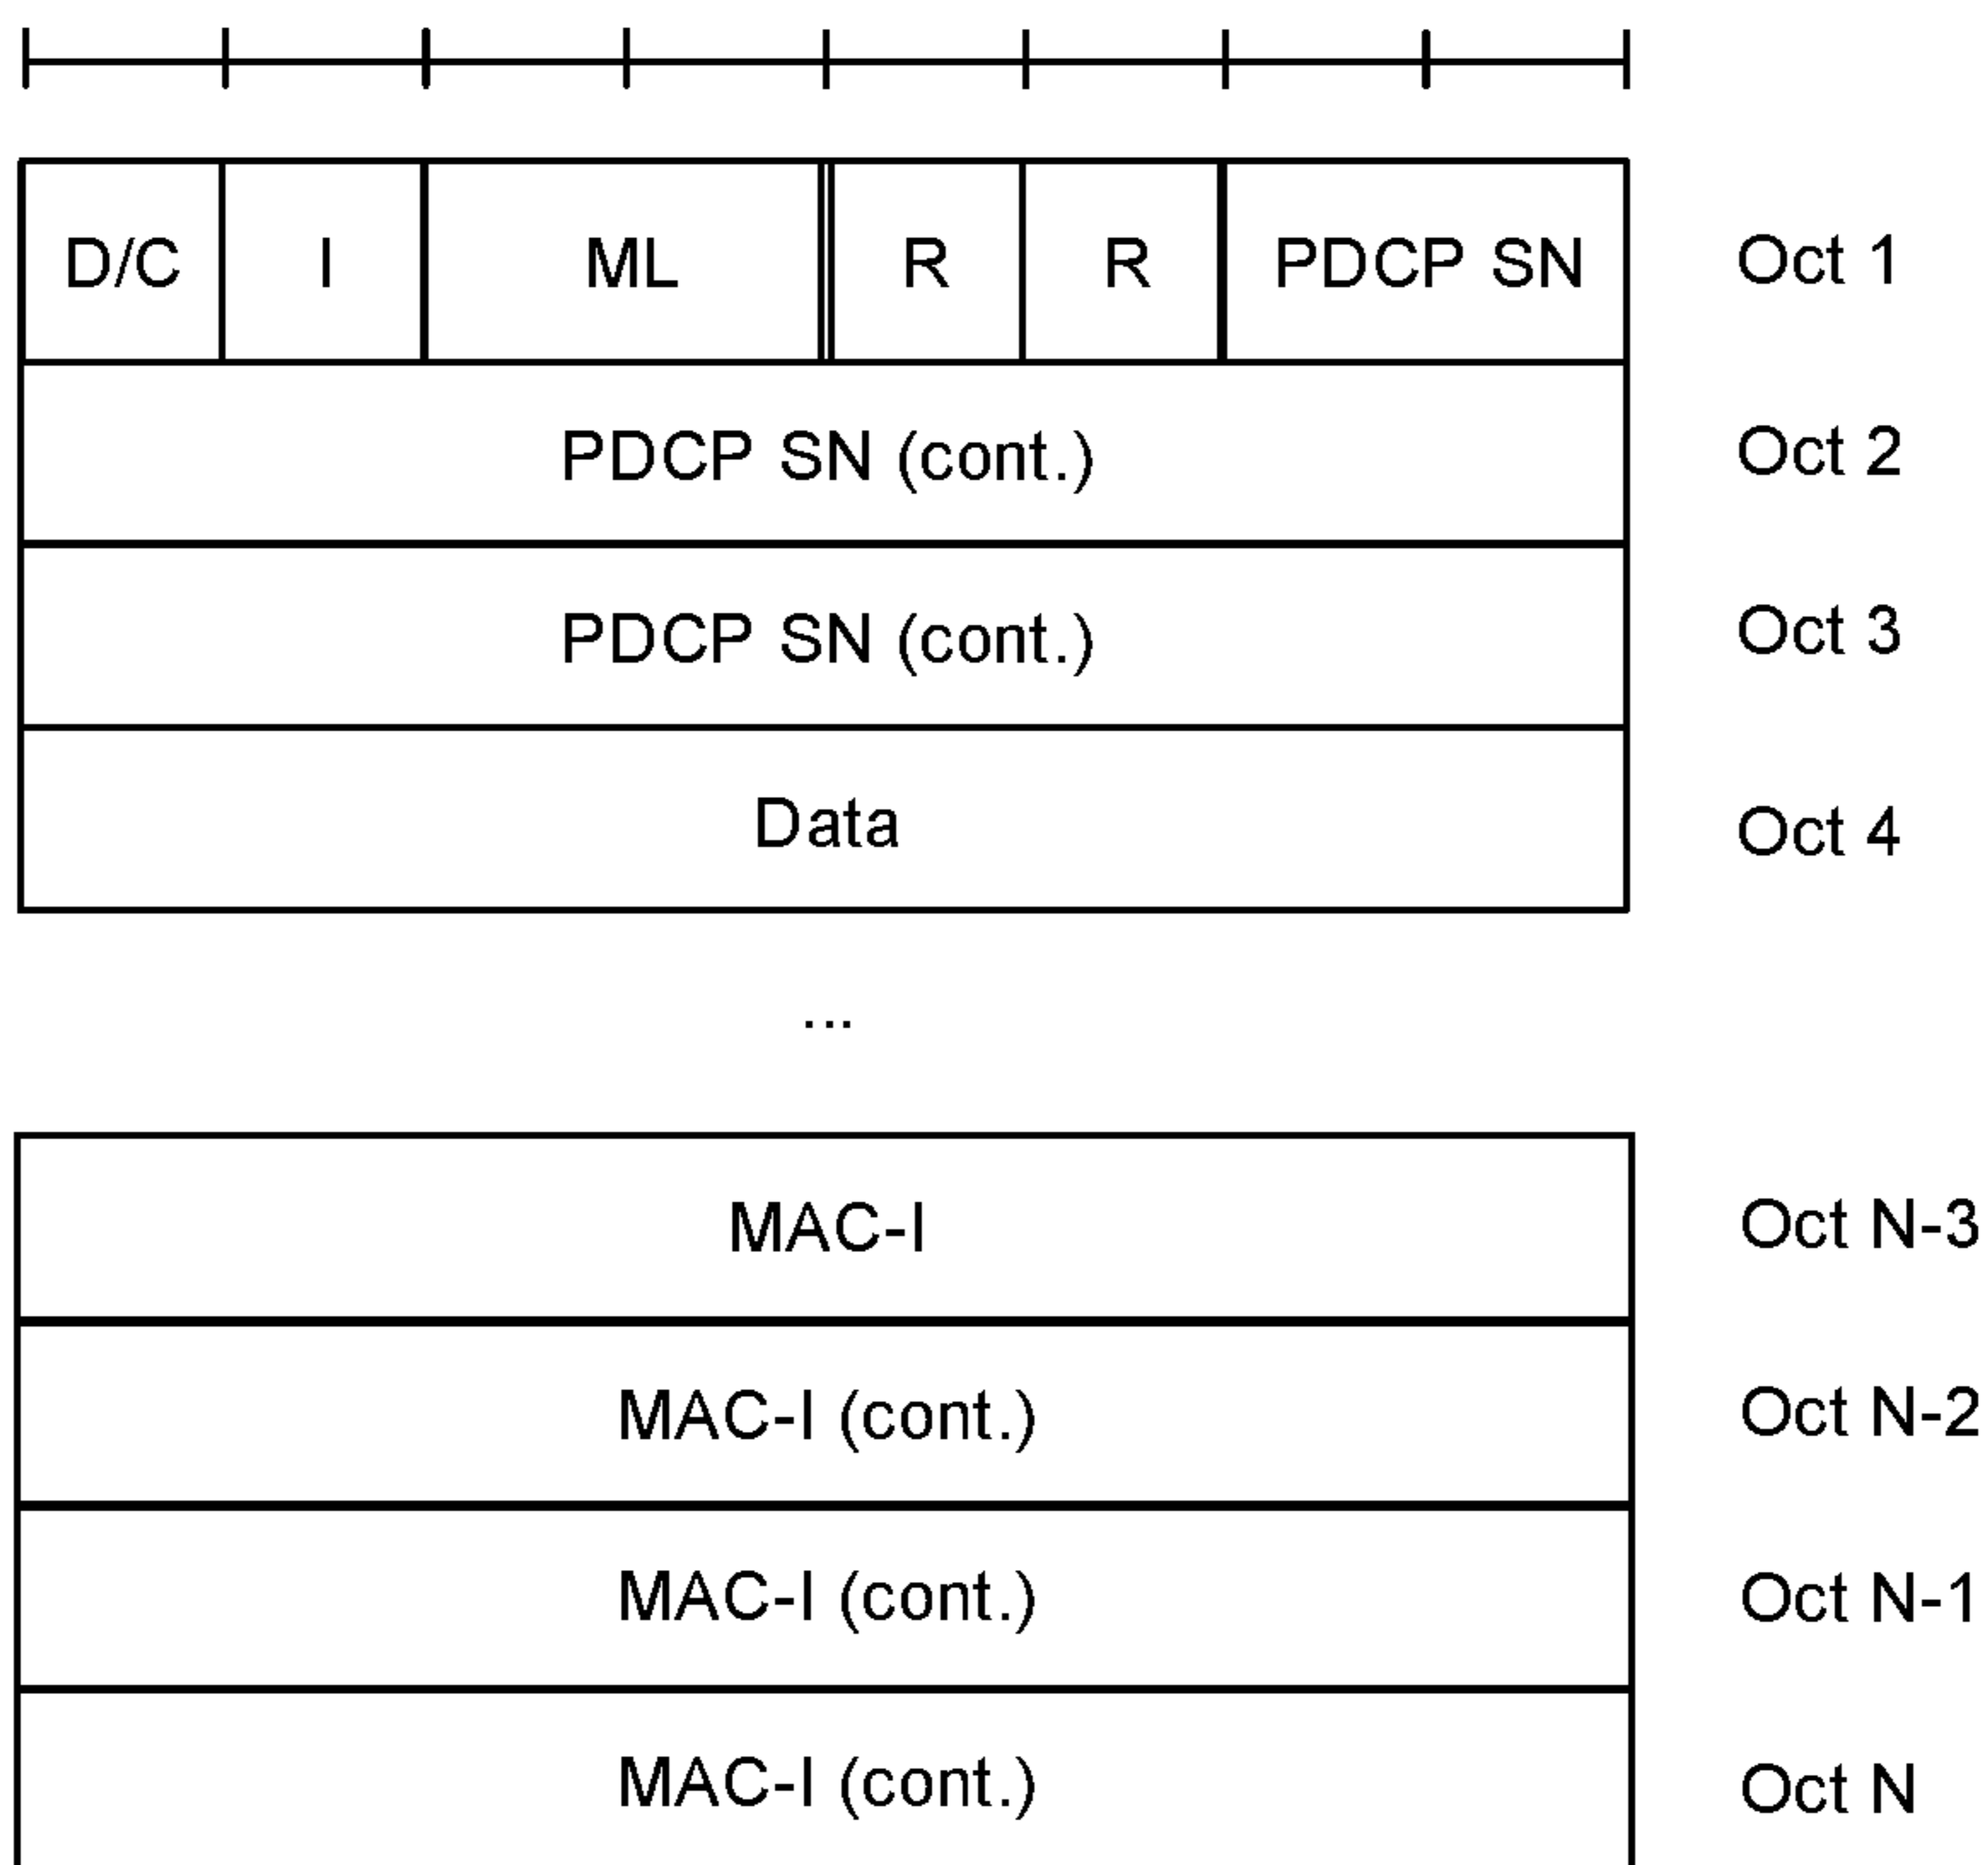 D/C I ML R R PDCP SN Oct 1
PDCP SN (cont.) Oct 2
PDCP SN (cont.) Oct 3
Data Oct 4
...
MAC-I Oct N-3
MAC-I (cont.) Oct N-2
MAC-I (cont.) Oct N-1
MAC-I (cont.) Oct N